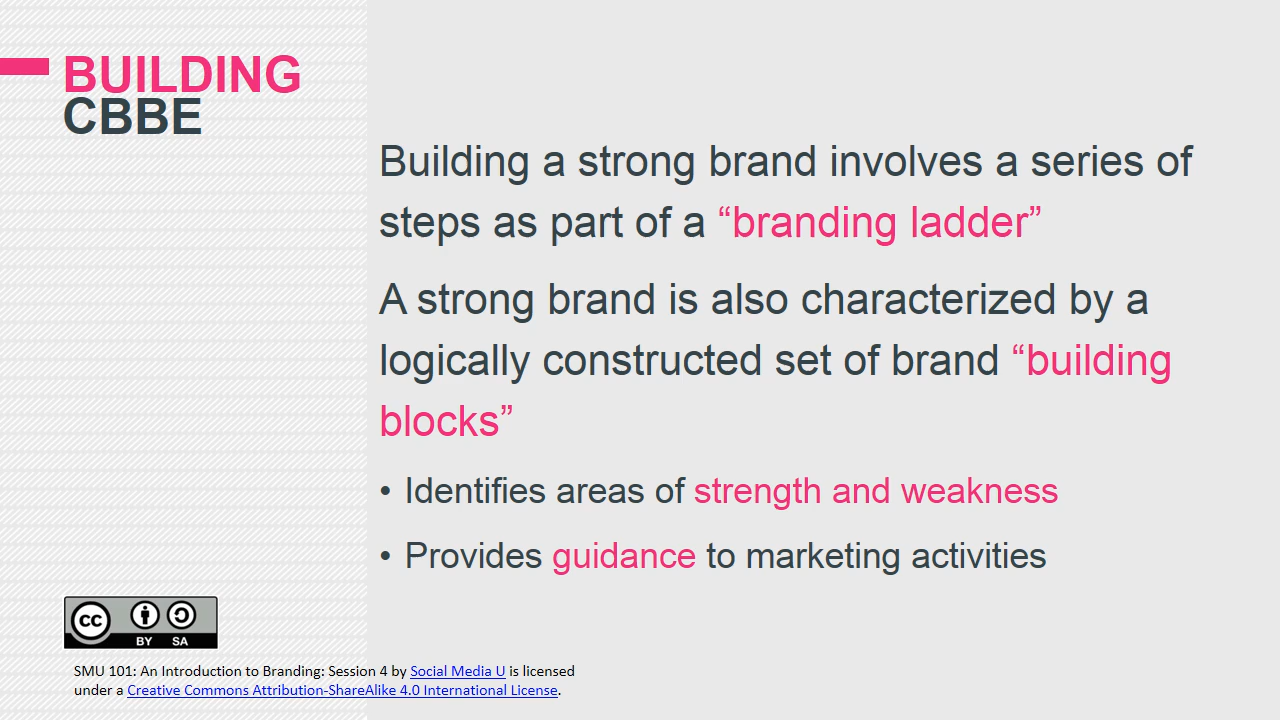 BUILDING
CBBE
Building a strong brand involves a series of
steps as part of a “branding ladder”
A strong brand is also characterized by a
logically constructed set of brand “building
blocks”
• Identifies areas of strength and weakness
• Provides guidance to marketing activities
CC BY SA
SMU 101: An Introduction to Branding: Session 4 by Social Media U is licensed
under a Creative Commons Attribution-ShareAlike 4.0 International License.